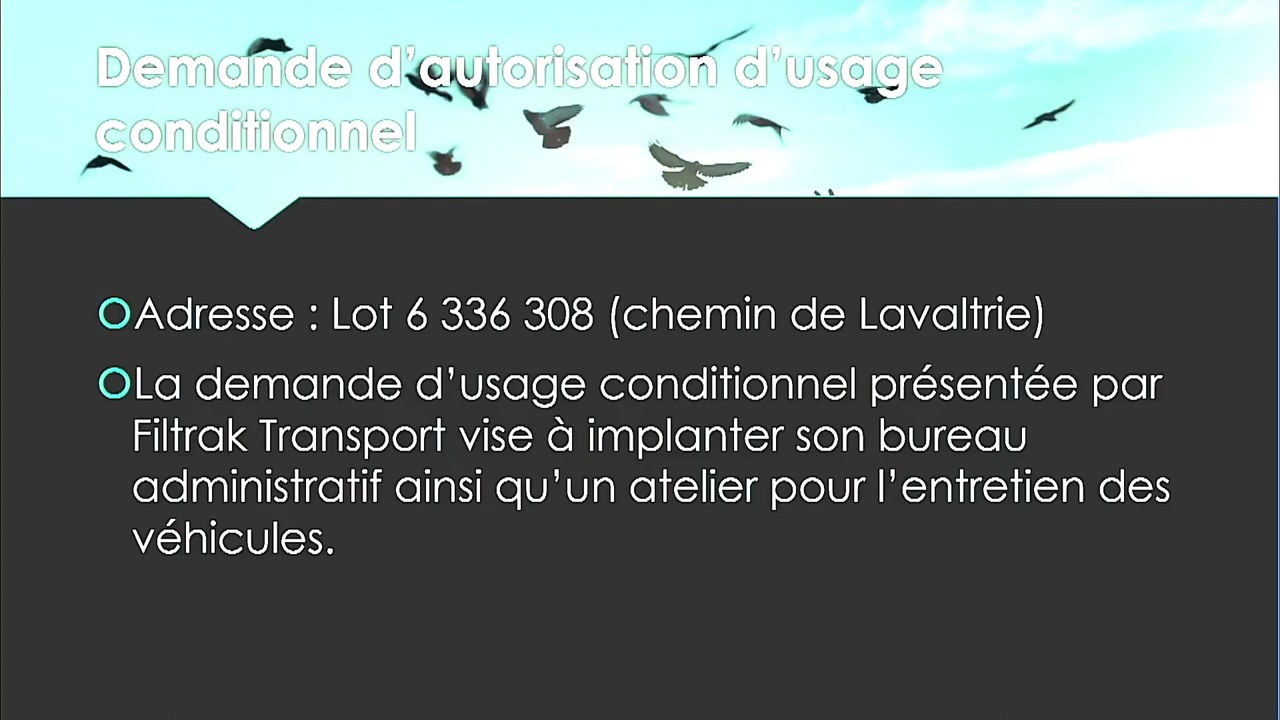 Demande d’autorisation d’usage
conditionnel
Adresse : Lot 6 336 308 (chemin de Lavaltrie)
La demande d’usage conditionnel présentée par
Filtrak Transport vise à implanter son bureau
administratif ainsi qu’un atelier pour l’entretien des
véhicules.